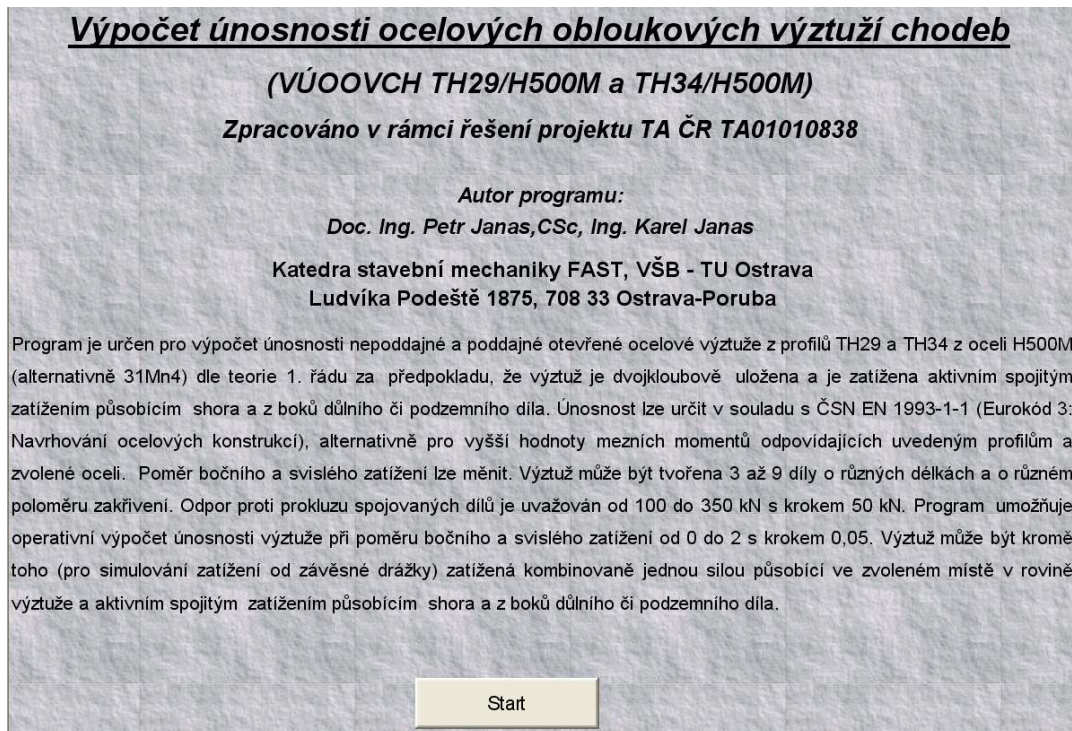 Výpočet únosnosti ocelových obloukových výztuží chodeb
(VÚOOVCH TH29/H500M a TH34/H500M)
Zpracováno v rámci řešení projektu TA ČR TA01010838
Autor programu:
Doc. Ing. Petr Janas,CSc, Ing. Karel Janas
Katedra stavební mechaniky FAST, VŠB - TU Ostrava
Ludvíka Podeště 1875, 708 33 Ostrava-Poruba
Program je určen pro výpočet únosnosti nepoddajné a poddajné otevřené ocelové výztuže z profilů TH29 a TH34 z oceli H500M
(alternativně 31Mn4) dle teorie 1. řádu za předpokladu, že výztuž je dvojkloubově uložena a je zatížena aktivním spojitým
zatížením působícím shora a z boků důlního či podzemního díla. Únosnost lze určit v souladu s ČSN EN 1993-1-1 (Eurokód 3:
Navrhování ocelových konstrukcí), alternativně pro vyšší hodnoty mezních momentů odpovídajících uvedeným profilům a
zvolené oceli. Poměr bočního a svislého zatížení lze měnit. Výztuž může být tvořena 3 až 9 díly o různých délkách a o různém
poloměru zakřivení. Odpor proti prokluzu spojovaných dílů je uvažován od 100 do 350 kN s krokem 50 kN. Program umožňuje
operativní výpočet únosnosti výztuže při poměru bočního a svislého zatížení od 0 do 2 s krokem 0,05. Výztuž může být kromě
toho (pro simulování zatížení od závěsné drážky) zatížená kombinovaně jednou silou působící ve zvoleném místě v rovině
výztuže a aktivním spojitým zatížením působícím shora a z boků důlního či podzemního díla.
Start